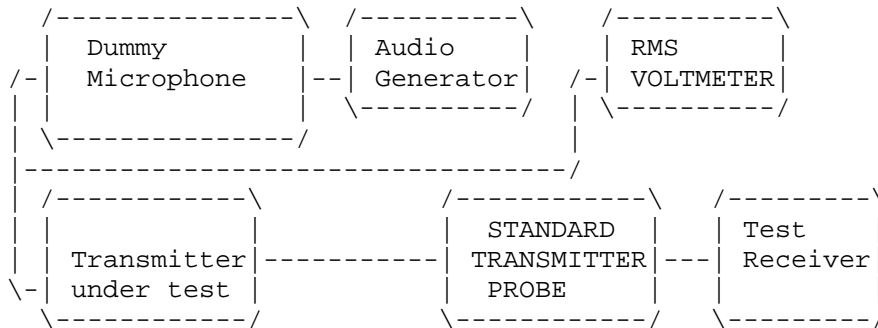 Dummy Microphone
Audio Generator
RMS VOLTMETER
Transmitter under test
STANDARD TRANSMITTER PROBE
Test Receiver